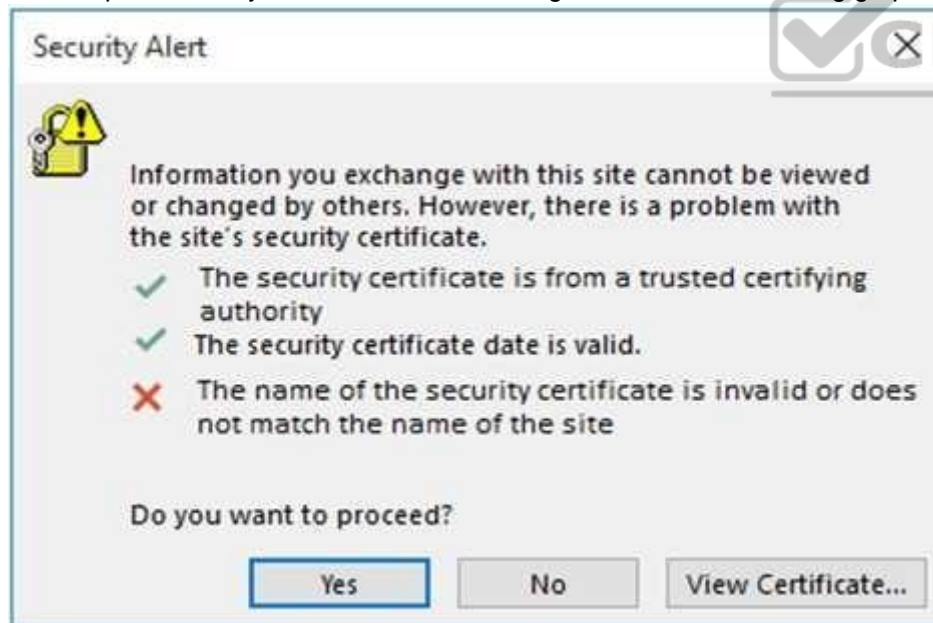 Security Alert
Information you exchange with this site cannot be viewed
or changed by others. However, there is a problem with
the site's security certificate.
The security certificate is from a trusted certifying
authority
The security certificate date is valid.
The name of the security certificate is invalid or does
not match the name of the site
Do you want to proceed?
Yes No View Certificate...